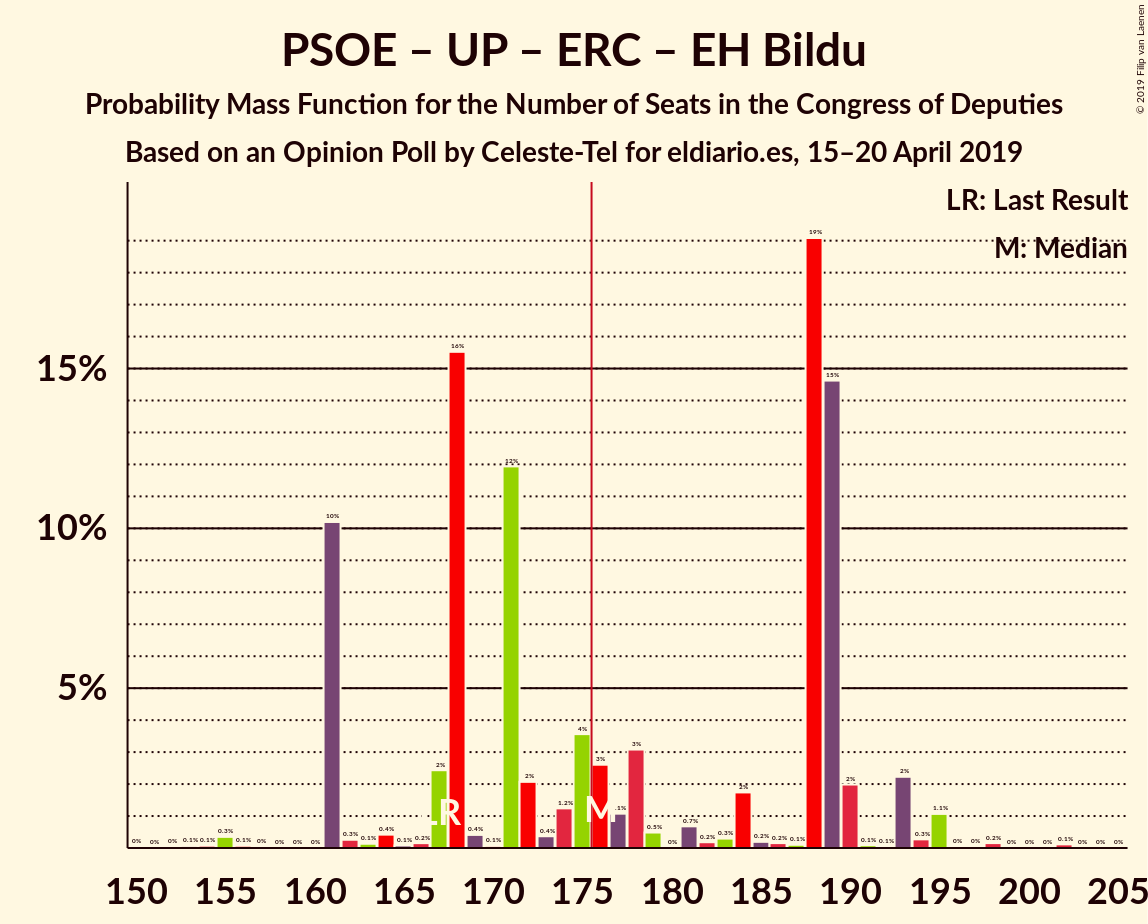 PSOE – UP – ERC – EH Bildu
Probability Mass Function for the Number of Seats in the Congress of Deputies
Based on an Opinion Poll by Celeste-Tel for eldiario.es, 15–20 April 2019
© 2019 Filip van Laenen
LR: Last Result
M: Median
15%
10%
5%
0% 0% 0% 0.1% 0.1% 0.3% 0.1% 0% 0% 0% 0% 10% 0.3% 0.1% 0.4% 0.1% 0.2% 2% 16% 0.4% 0.1% 12% 2% 0.4% 1.2% 4% 3% 1.1% 3% 0.5% 0% 0.7% 0.2% 0.3% 2% 0.2% 0.2% 0.1% 19% 15% 2% 0.1% 0.1% 2% 0.3% 1.1% 0% 0% 0.2% 0% 0% 0% 0.1% 0% 0% 0%
LR M
150 155 160 165 170 175 180 185 190 195 200 205